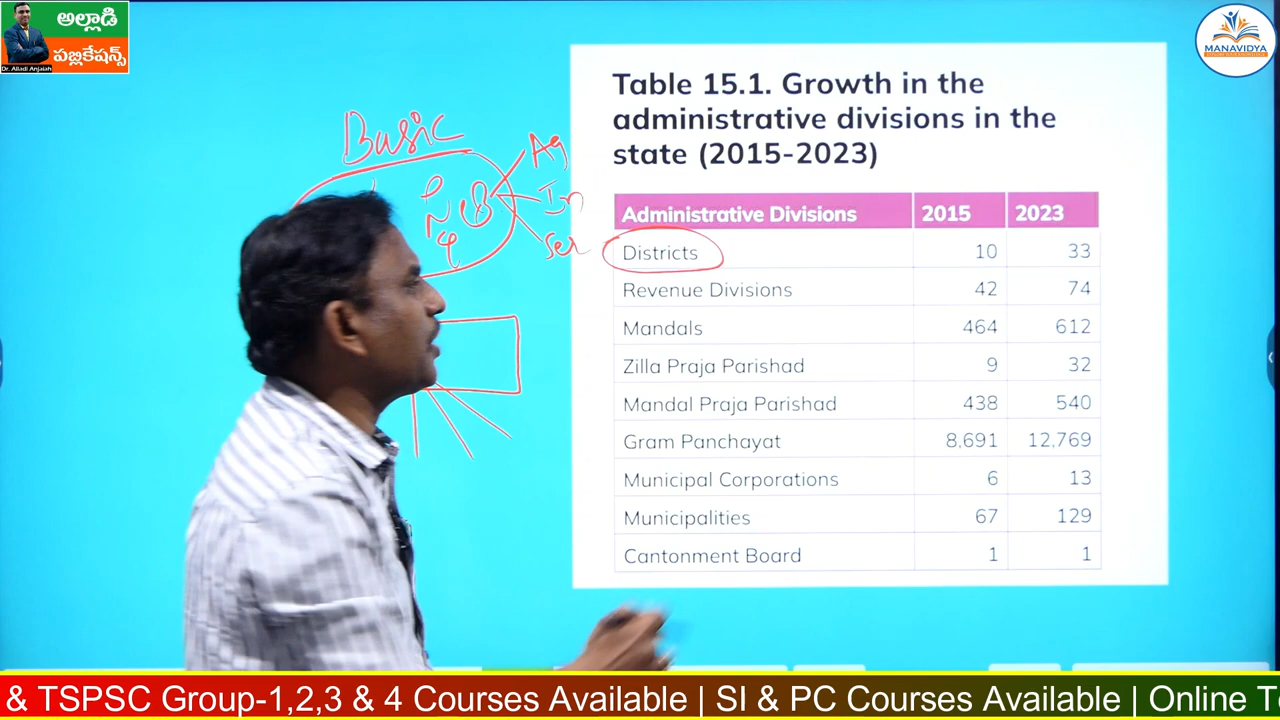 అల్లాడి
పబ్లికేషన్స్
Dr. Alladi Anjaiah
MANAVIDYA
Basic
Ag
In
Ser
Table 15.1. Growth in the
administrative divisions in the
state (2015-2023)
Administrative Divisions 2015 2023
Districts 10 33
Revenue Divisions 42 74
Mandals 464 612
Zilla Praja Parishad 9 32
Mandal Praja Parishad 438 540
Gram Panchayat 8,691 12,769
Municipal Corporations 6 13
Municipalities 67 129
Cantonment Board 1 1
& TSPSC Group-1,2,3 & 4 Courses Available | SI & PC Courses Available | Online